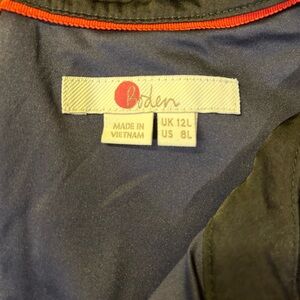 Boden
MADE IN
VIETNAM
UK 12L
US 8L